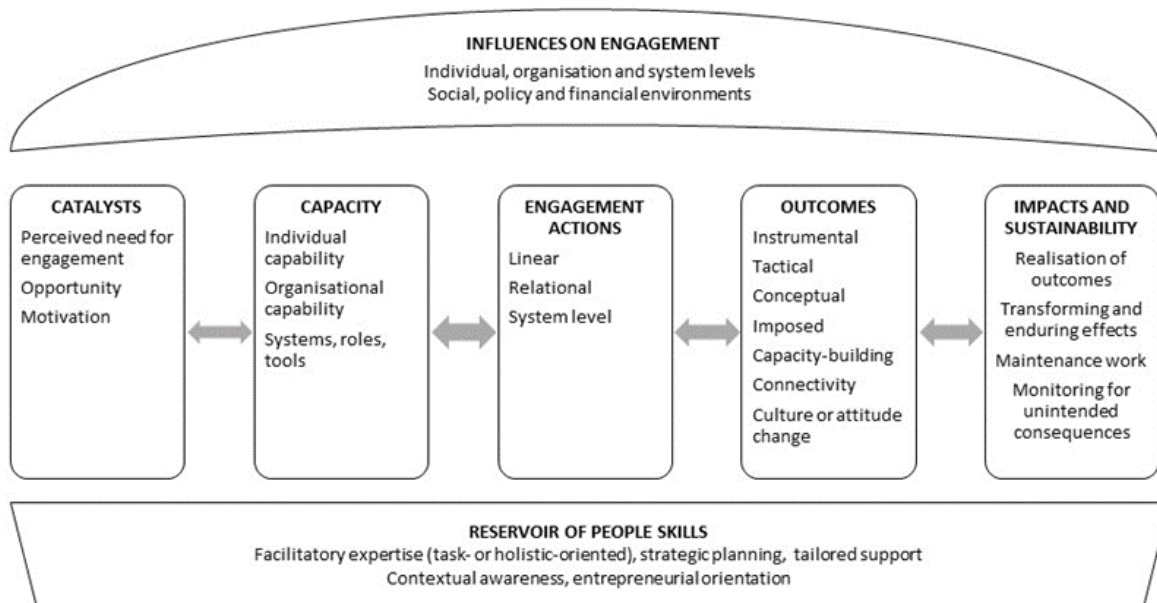 INFLUENCES ON ENGAGEMENT
Individual, organisation and system levels
Social, policy and financial environments
CATALYSTS
Perceived need for
engagement
Opportunity
Motivation
CAPACITY
Individual
capability
Organisational
capability
Systems, roles,
tools
ENGAGEMENT
ACTIONS
Linear
Relational
System level
OUTCOMES
Instrumental
Tactical
Conceptual
Imposed
Capacity-building
Connectivity
Culture or attitude
change
IMPACTS AND
SUSTAINABILITY
Realisation of
outcomes
Transforming and
enduring effects
Maintenance work
Monitoring for
unintended
consequences
RESERVOIR OF PEOPLE SKILLS
Facilitatory expertise (task- or holistic-oriented), strategic planning, tailored support
Contextual awareness, entrepreneurial orientation